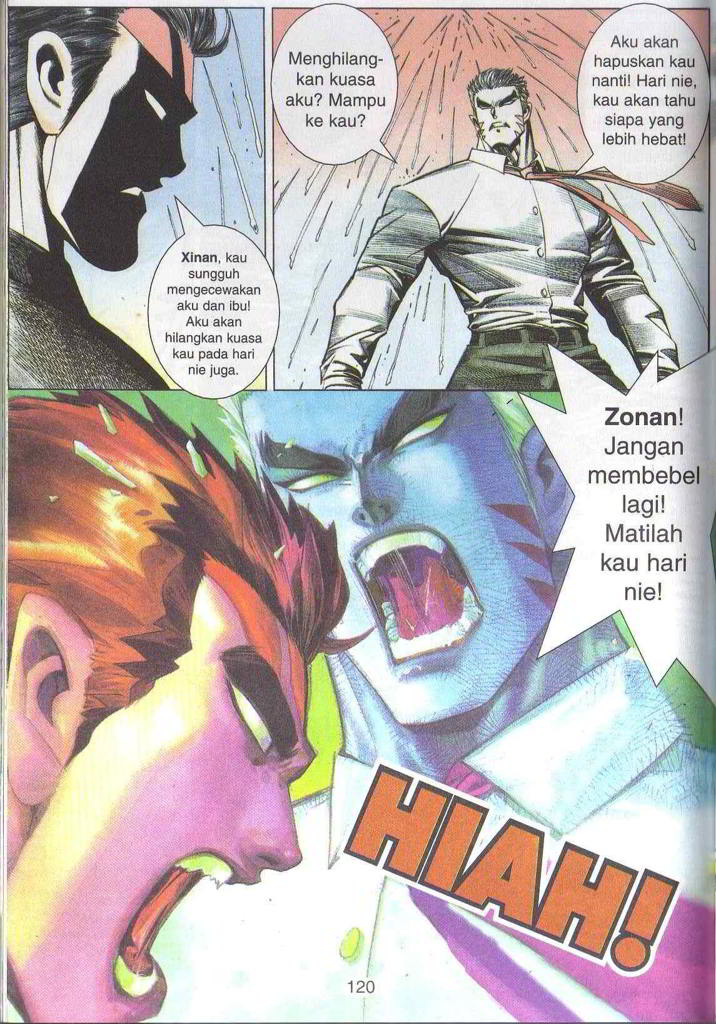 Xinan, kau
sungguh
mengecewakan
aku dan ibu!
Aku akan
hilangkan kuasa
kau pada hari
nie juga.
Menghilang-
kan kuasa
aku? Mampu
ke kau?
Aku akan
hapuskan kau
nanti! Hari nie,
kau akan tahu
siapa yang
lebih hebat!
Zonan!
Jangan
membebel
lagi!
Matilah
kau hari
nie!
HIAH!
120